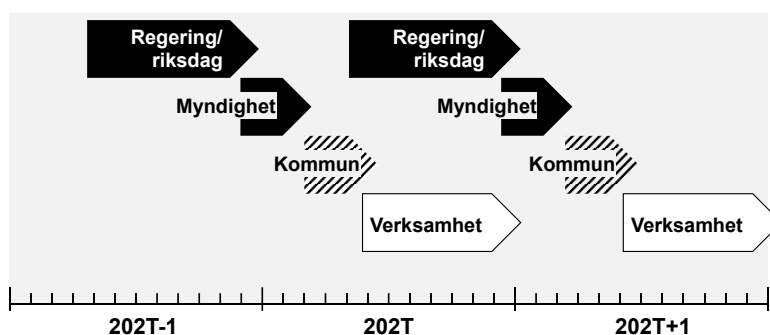 Regering/
riksdag
Regering/
riksdag
Myndighet
Myndighet
Kommun
Kommun
Verksamhet
Verksamhet
202T-1
202T
202T+1